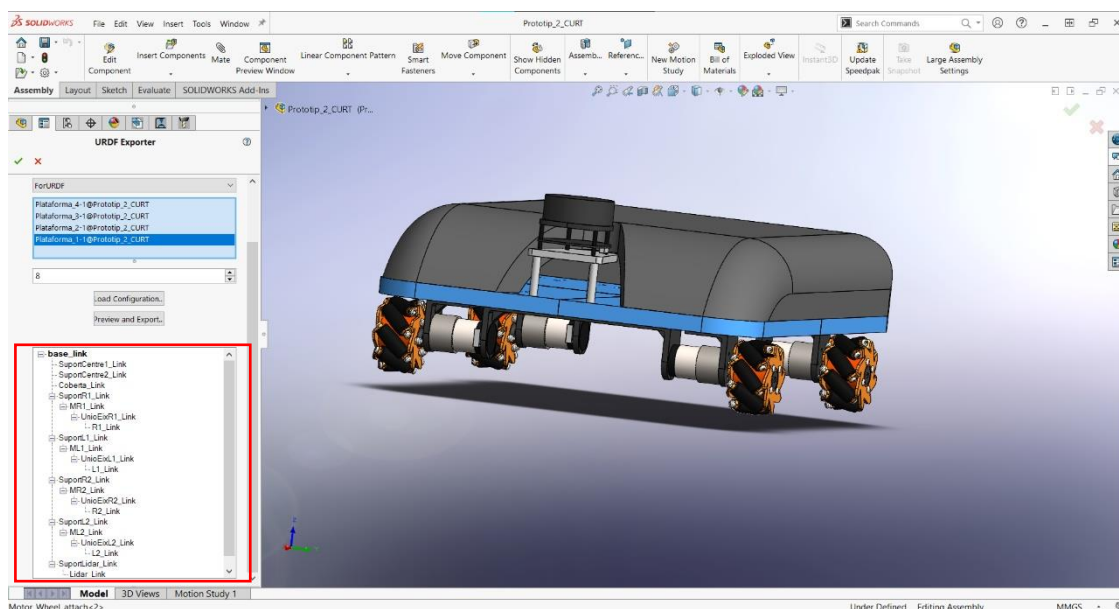 SOLIDWORKS File Edit View Insert Tools Window Prototip_2_CURT Search Commands
Edit Component
Insert Components
Mate
Component Preview Window
Linear Component Pattern
Smart Fasteners
Move Component
Show Hidden Components
Assemb...
Referenc...
New Motion Study
Bill of Materials
Exploded View
Instant3D
Update Speedpak
Take Snapshot
Large Assembly Settings
Assembly Layout Sketch Evaluate SOLIDWORKS Add-Ins
Prototip_2_CURT (Pr...
URDF Exporter
ForURDF
Plataforma_4-1@Prototip_2_CURT
Plataforma_3-1@Prototip_2_CURT
Plataforma_2-1@Prototip_2_CURT
Plataforma_1-1@Prototip_2_CURT
8
Load Configuration..
Preview and Export..
base_link
SuportCentre1_Link
SuportCentre2_Link
Coberta_Link
SuportR1_Link
MR1_Link
UnioEixR1_Link
R1_Link
SuportL1_Link
ML1_Link
UnioEixL1_Link
L1_Link
SuportR2_Link
MR2_Link
UnioEixR2_Link
R2_Link
SuportL2_Link
ML2_Link
UnioEixL2_Link
L2_Link
SuportLidar_Link
Lidar_Link
Model 3D Views Motion Study 1
Motor_Wheel_attach<2> Under Defined Editing Assembly MMGS